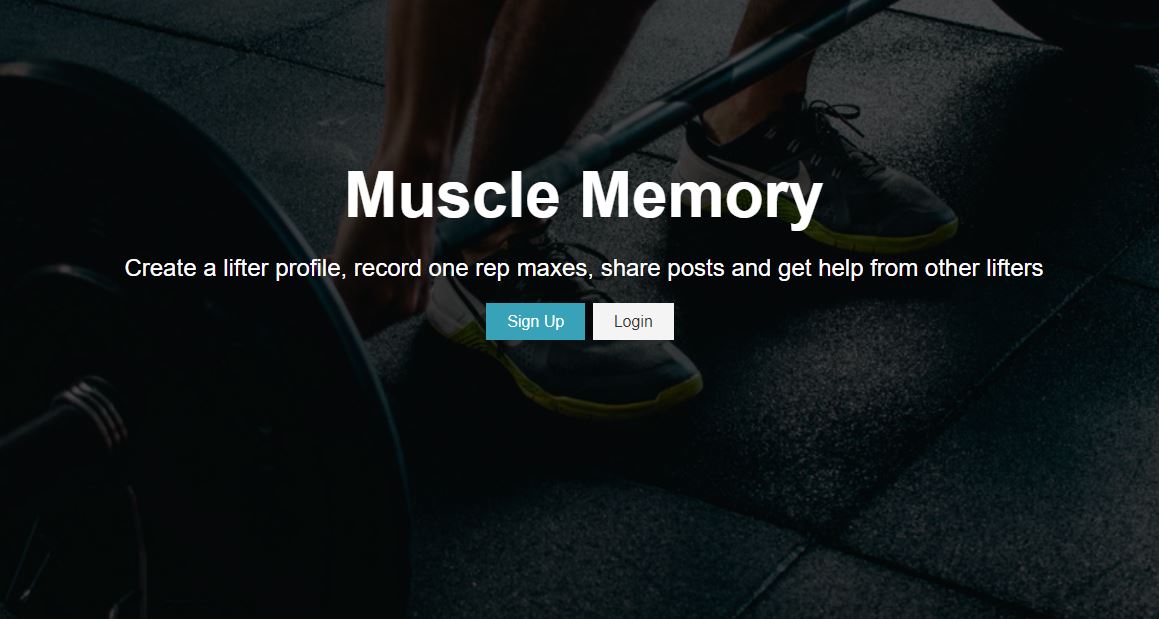 Muscle Memory
Create a lifter profile, record one rep maxes, share posts and get help from other lifters
Sign Up
Login